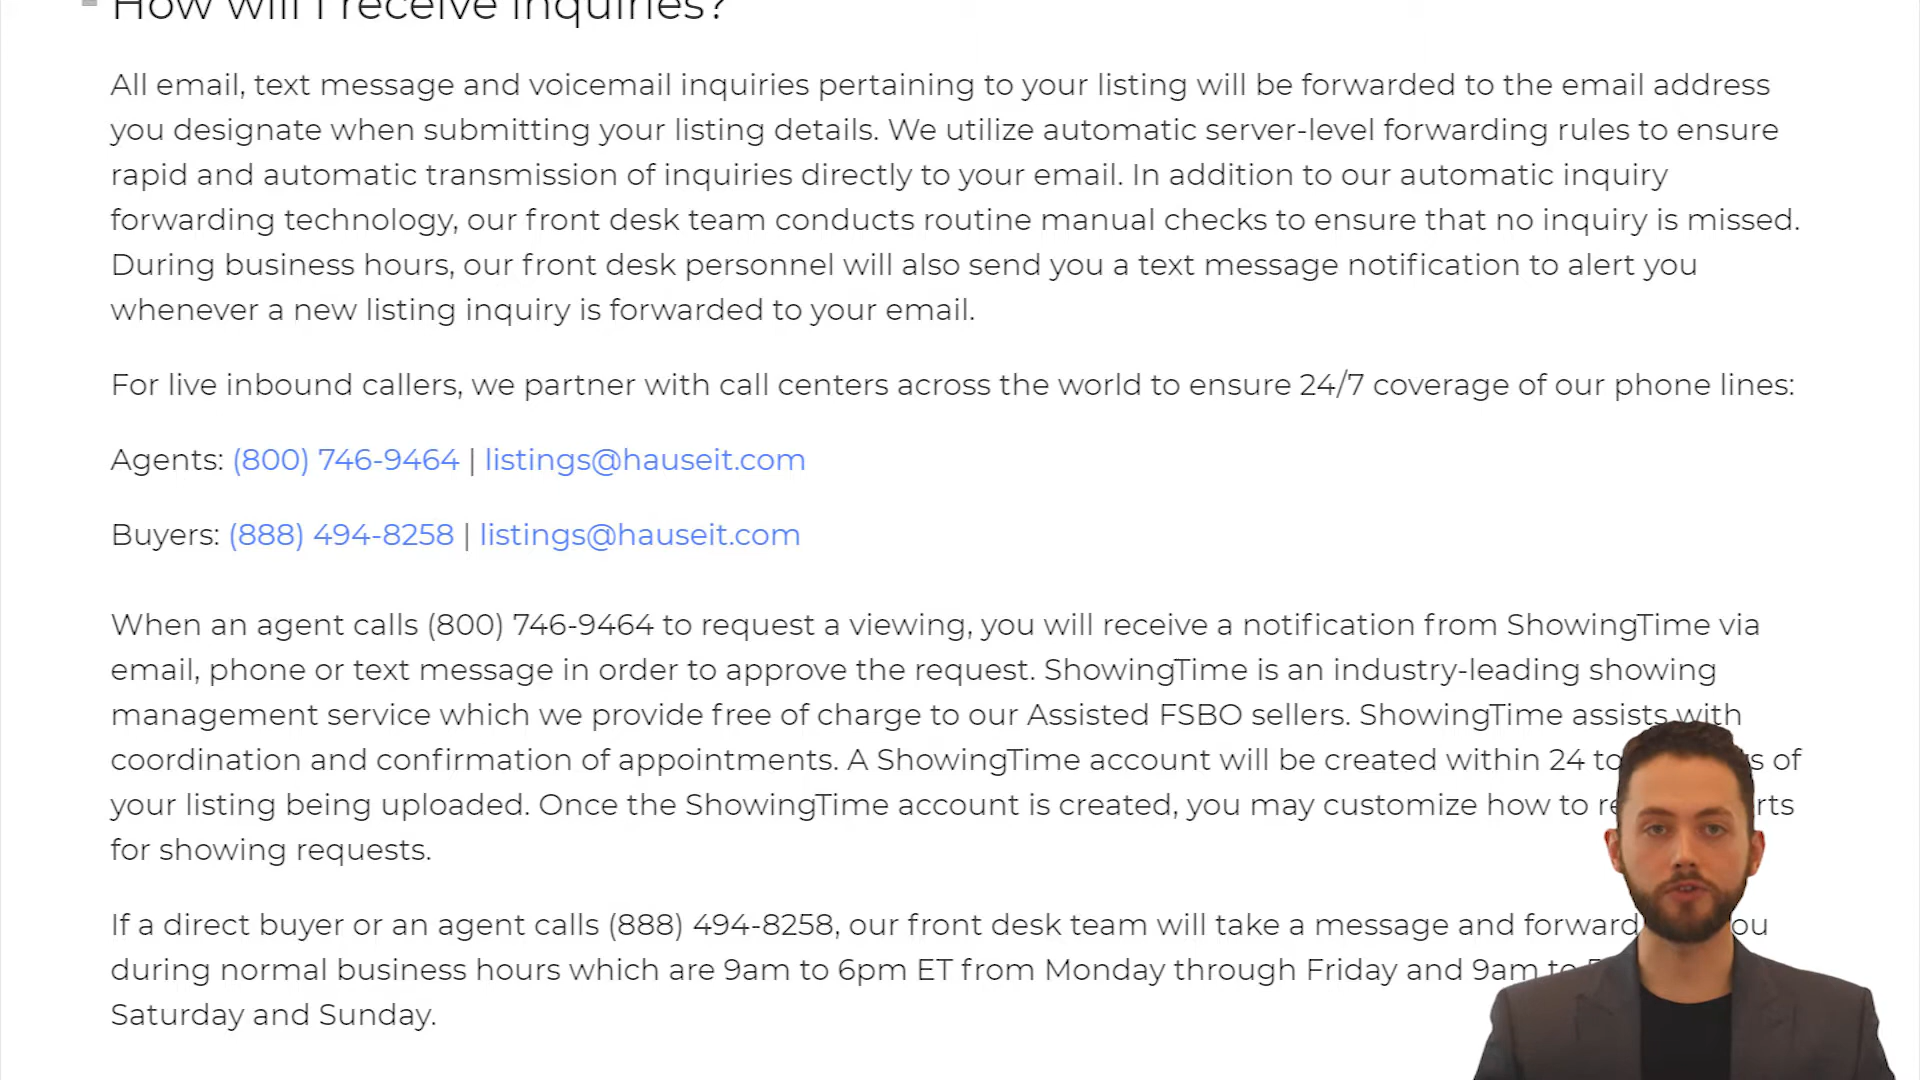 How will I receive inquiries?
All email, text message and voicemail inquiries pertaining to your listing will be forwarded to the email address
you designate when submitting your listing details. We utilize automatic server-level forwarding rules to ensure
rapid and automatic transmission of inquiries directly to your email. In addition to our automatic inquiry
forwarding technology, our front desk team conducts routine manual checks to ensure that no inquiry is missed.
During business hours, our front desk personnel will also send you a text message notification to alert you
whenever a new listing inquiry is forwarded to your email.
For live inbound callers, we partner with call centers across the world to ensure 24/7 coverage of our phone lines:
Agents: (800) 746-9464 | listings@hauseit.com
Buyers: (888) 494-8258 | listings@hauseit.com
When an agent calls (800) 746-9464 to request a viewing, you will receive a notification from ShowingTime via
email, phone or text message in order to approve the request. ShowingTime is an industry-leading showing
management service which we provide free of charge to our Assisted FSBO sellers. ShowingTime assists with
coordination and confirmation of appointments. A ShowingTime account will be created within 24 to of
your listing being uploaded. Once the ShowingTime account is created, you may customize how to
for showing requests.
If a direct buyer or an agent calls (888) 494-8258, our front desk team will take a message and forward
during normal business hours which are 9am to 6pm ET from Monday through Friday and 9am to
Saturday and Sunday.